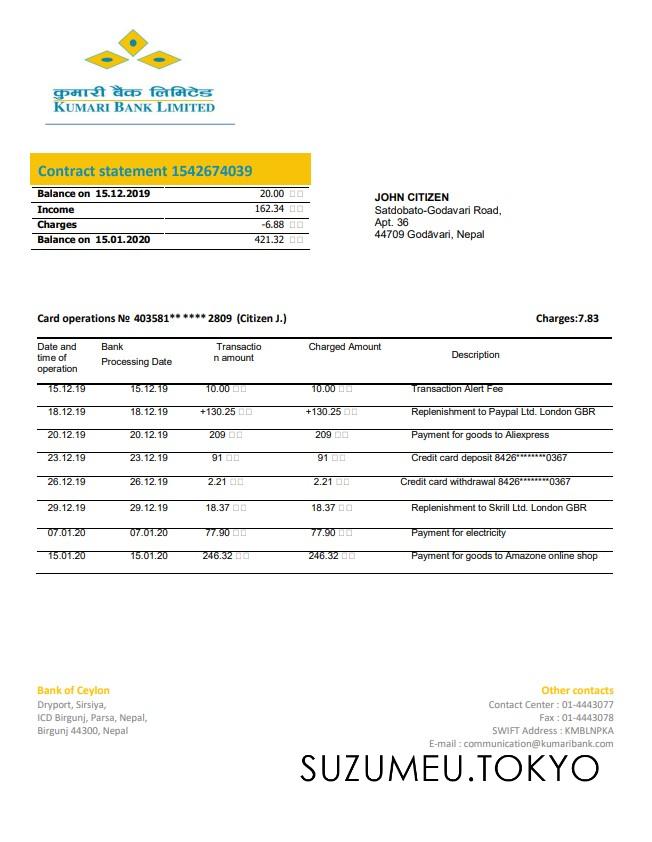 कुमारी बैंक लिमिटेड
KUMARI BANK LIMITED
Contract statement 1542674039
Balance on 15.12.2019 20.00 □□
Income 162.34 □□
Charges -6.88 □□
Balance on 15.01.2020 421.32 □□
JOHN CITIZEN
Satdobato-Godavari Road,
Apt. 36
44709 Godāvari, Nepal
Card operations № 403581** **** 2809 (Citizen J.) Charges:7.83
Date and time of operation Bank Processing Date Transactio n amount Charged Amount Description
15.12.19 15.12.19 10.00 □□ 10.00 □□ Transaction Alert Fee
18.12.19 18.12.19 +130.25 □□ +130.25 □□ Replenishment to Paypal Ltd. London GBR
20.12.19 20.12.19 209 □□ 209 □□ Payment for goods to Aliexpress
23.12.19 23.12.19 91 □□ 91 □□ Credit card deposit 8426********0367
26.12.19 26.12.19 2.21 □□ 2.21 □□ Credit card withdrawal 8426********0367
29.12.19 29.12.19 18.37 □□ 18.37 □□ Replenishment to Skrill Ltd. London GBR
07.01.20 07.01.20 77.90 □□ 77.90 □□ Payment for electricity
15.01.20 15.01.20 246.32 □□ 246.32 □□ Payment for goods to Amazone online shop
Bank of Ceylon
Dryport, Sirsiya,
ICD Birgunj, Parsa, Nepal,
Birgunj 44300, Nepal
Other contacts
Contact Center : 01-4443077
Fax : 01-4443078
SWIFT Address : KMBLNPKA
E-mail : communication@kumaribank.com
SUZUMEU.TOKYO